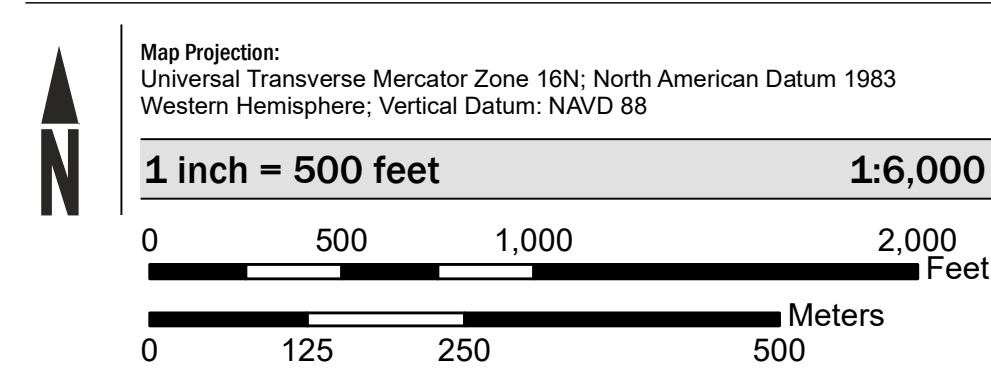 Map Projection:
Universal Transverse Mercator Zone 16N; North American Datum 1983
Western Hemisphere; Vertical Datum: NAVD 88
N
1 inch = 500 feet 1:6,000
0 500 1,000 2,000
Feet
Meters
0 125 250 500